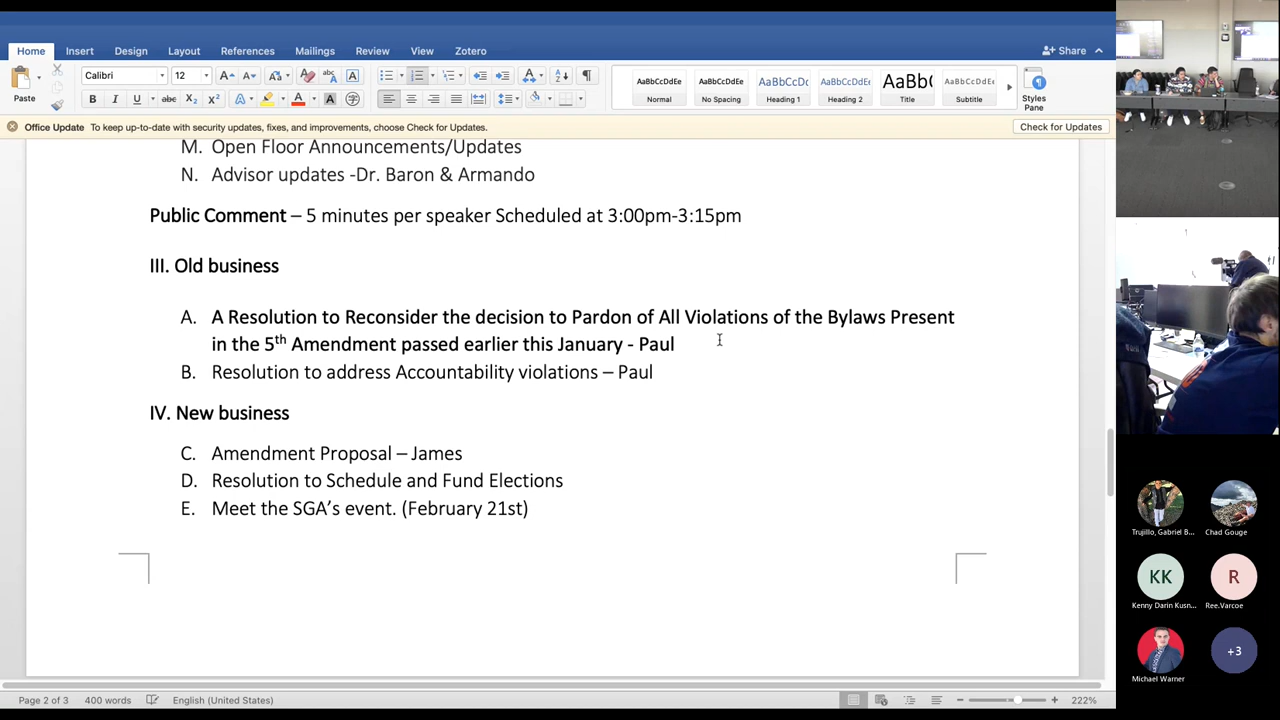 Home Insert Design Layout References Mailings Review View Zotero Share
Calibri 12
Paste
AaBbCcDdEe AaBbCcDdEe AaBbCcDc AaBbCcDdEe AaBb( AaBbCcDdEe
Normal No Spacing Heading 1 Heading 2 Title Subtitle Styles Pane
Office Update To keep up-to-date with security updates, fixes, and improvements, choose Check for Updates. Check for Updates
M. Open Floor Announcements/Updates
N. Advisor updates -Dr. Baron & Armando
Public Comment – 5 minutes per speaker Scheduled at 3:00pm-3:15pm
III. Old business
A. A Resolution to Reconsider the decision to Pardon of All Violations of the Bylaws Present
in the 5th Amendment passed earlier this January - Paul
B. Resolution to address Accountability violations – Paul
IV. New business
C. Amendment Proposal – James
D. Resolution to Schedule and Fund Elections
E. Meet the SGA's event. (February 21st)
Trujillo, Gabriel B... Chad Gouge
KK R
Kenny Darin Kusn... Ree.Varcoe
+3
Michael Warner
Page 2 of 3 400 words English (United States) 222%